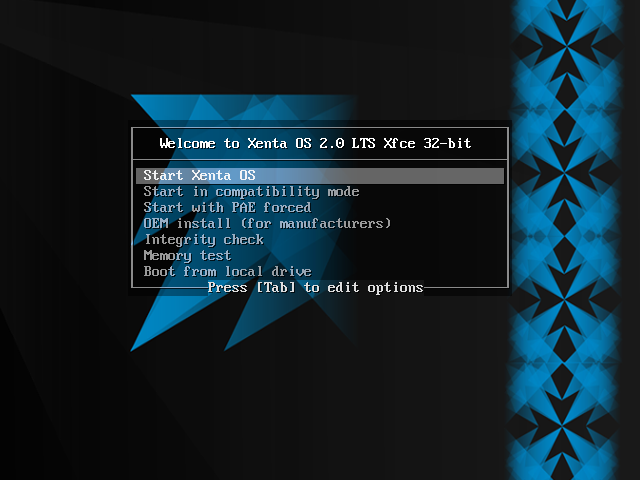 Welcome to Xenta OS 2.0 LTS Xfce 32-bit
Start Xenta OS
Start in compatibility mode
Start with PAE forced
OEM install (for manufacturers)
Integrity check
Memory test
Boot from local drive
Press [Tab] to edit options